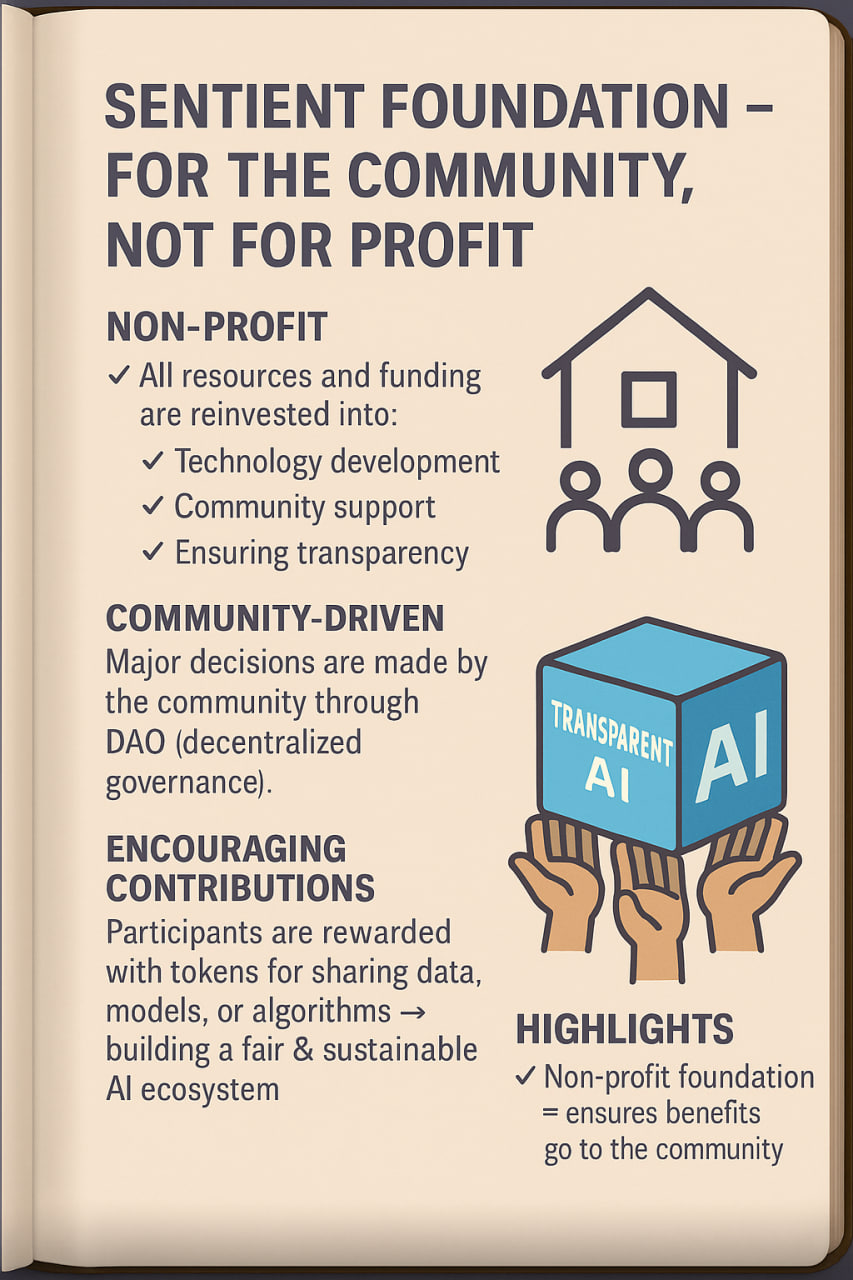 SENTIENT FOUNDATION –
FOR THE COMMUNITY,
NOT FOR PROFIT
NON-PROFIT
✓ All resources and funding
are reinvested into:
✓ Technology development
✓ Community support
✓ Ensuring transparency
COMMUNITY-DRIVEN
Major decisions are made by
the community through
DAO (decentralized
governance).
ENCOURAGING
CONTRIBUTIONS
Participants are rewarded
with tokens for sharing data,
models, or algorithms →
building a fair & sustainable
AI ecosystem
TRANSPARENT
AI
AI
HIGHLIGHTS
✓ Non-profit foundation
= ensures benefits
go to the community